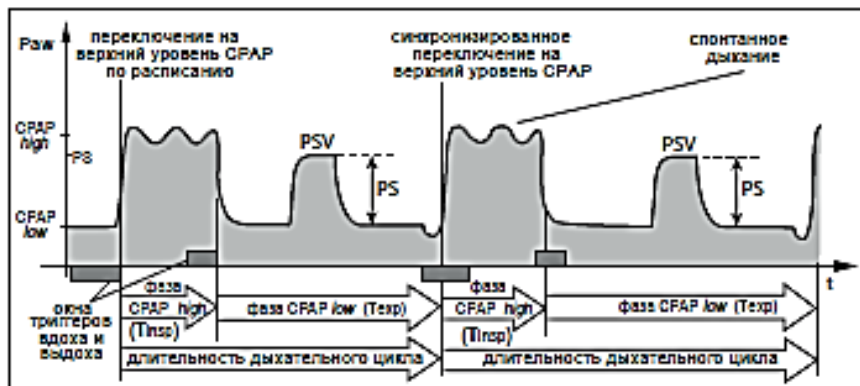 Paw
переключение на
верхний уровень CPAP
по расписанию
синхронизированное
переключение на
верхний уровень CPAP
спонтанное
дыхание
CPAP
high
PS
CPAP
low
PSV
PS
PSV
PS
t
окна
триггеров
вдоха и
выдоха
фаза
CPAP high
(TInsp)
фаза CPAP low (Texp)
фаза
CPAP high
(TInsp)
фаза CPAP low (Texp)
длительность дыхательного цикла
длительность дыхательного цикла